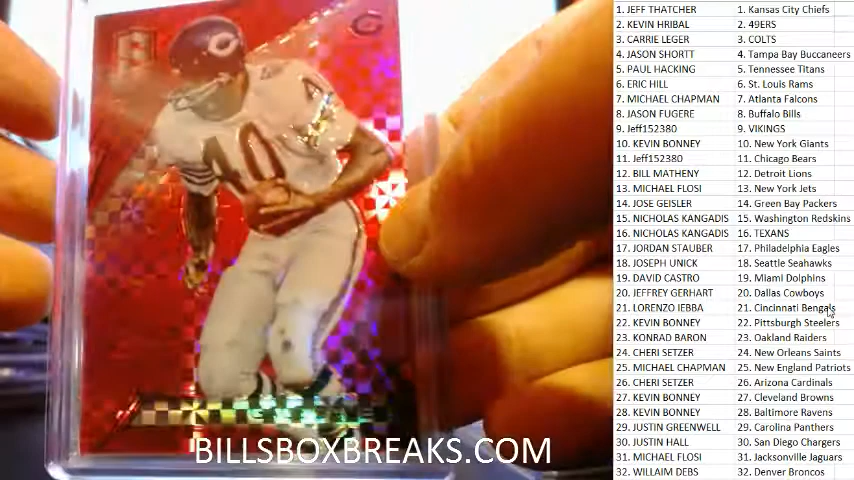 40
BILLSBOXBREAKS.COM
1. JEFF THATCHER 1. Kansas City Chiefs
2. KEVIN HRIBAL 2. 49ERS
3. CARRIE LEGER 3. COLTS
4. JASON SHORTT 4. Tampa Bay Buccaneers
5. PAUL HACKING 5. Tennessee Titans
6. ERIC HILL 6. St. Louis Rams
7. MICHAEL CHAPMAN 7. Atlanta Falcons
8. JASON FUGERE 8. Buffalo Bills
9. Jeff152380 9. VIKINGS
10. KEVIN BONNEY 10. New York Giants
11. Jeff152380 11. Chicago Bears
12. BILL MATHENY 12. Detroit Lions
13. MICHAEL FLOSI 13. New York Jets
14. JOSE GEISLER 14. Green Bay Packers
15. NICHOLAS KANGADIS 15. Washington Redskins
16. NICHOLAS KANGADIS 16. TEXANS
17. JORDAN STAUBER 17. Philadelphia Eagles
18. JOSEPH UNICK 18. Seattle Seahawks
19. DAVID CASTRO 19. Miami Dolphins
20. JEFFREY GERHART 20. Dallas Cowboys
21. LORENZO IEBBA 21. Cincinnati Bengals
22. KEVIN BONNEY 22. Pittsburgh Steelers
23. KONRAD BARON 23. Oakland Raiders
24. CHERI SETZER 24. New Orleans Saints
25. MICHAEL CHAPMAN 25. New England Patriots
26. CHERI SETZER 26. Arizona Cardinals
27. KEVIN BONNEY 27. Cleveland Browns
28. KEVIN BONNEY 28. Baltimore Ravens
29. JUSTIN GREENWELL 29. Carolina Panthers
30. JUSTIN HALL 30. San Diego Chargers
31. MICHAEL FLOSI 31. Jacksonville Jaguars
32. WILLAIM DEBS 32. Denver Broncos